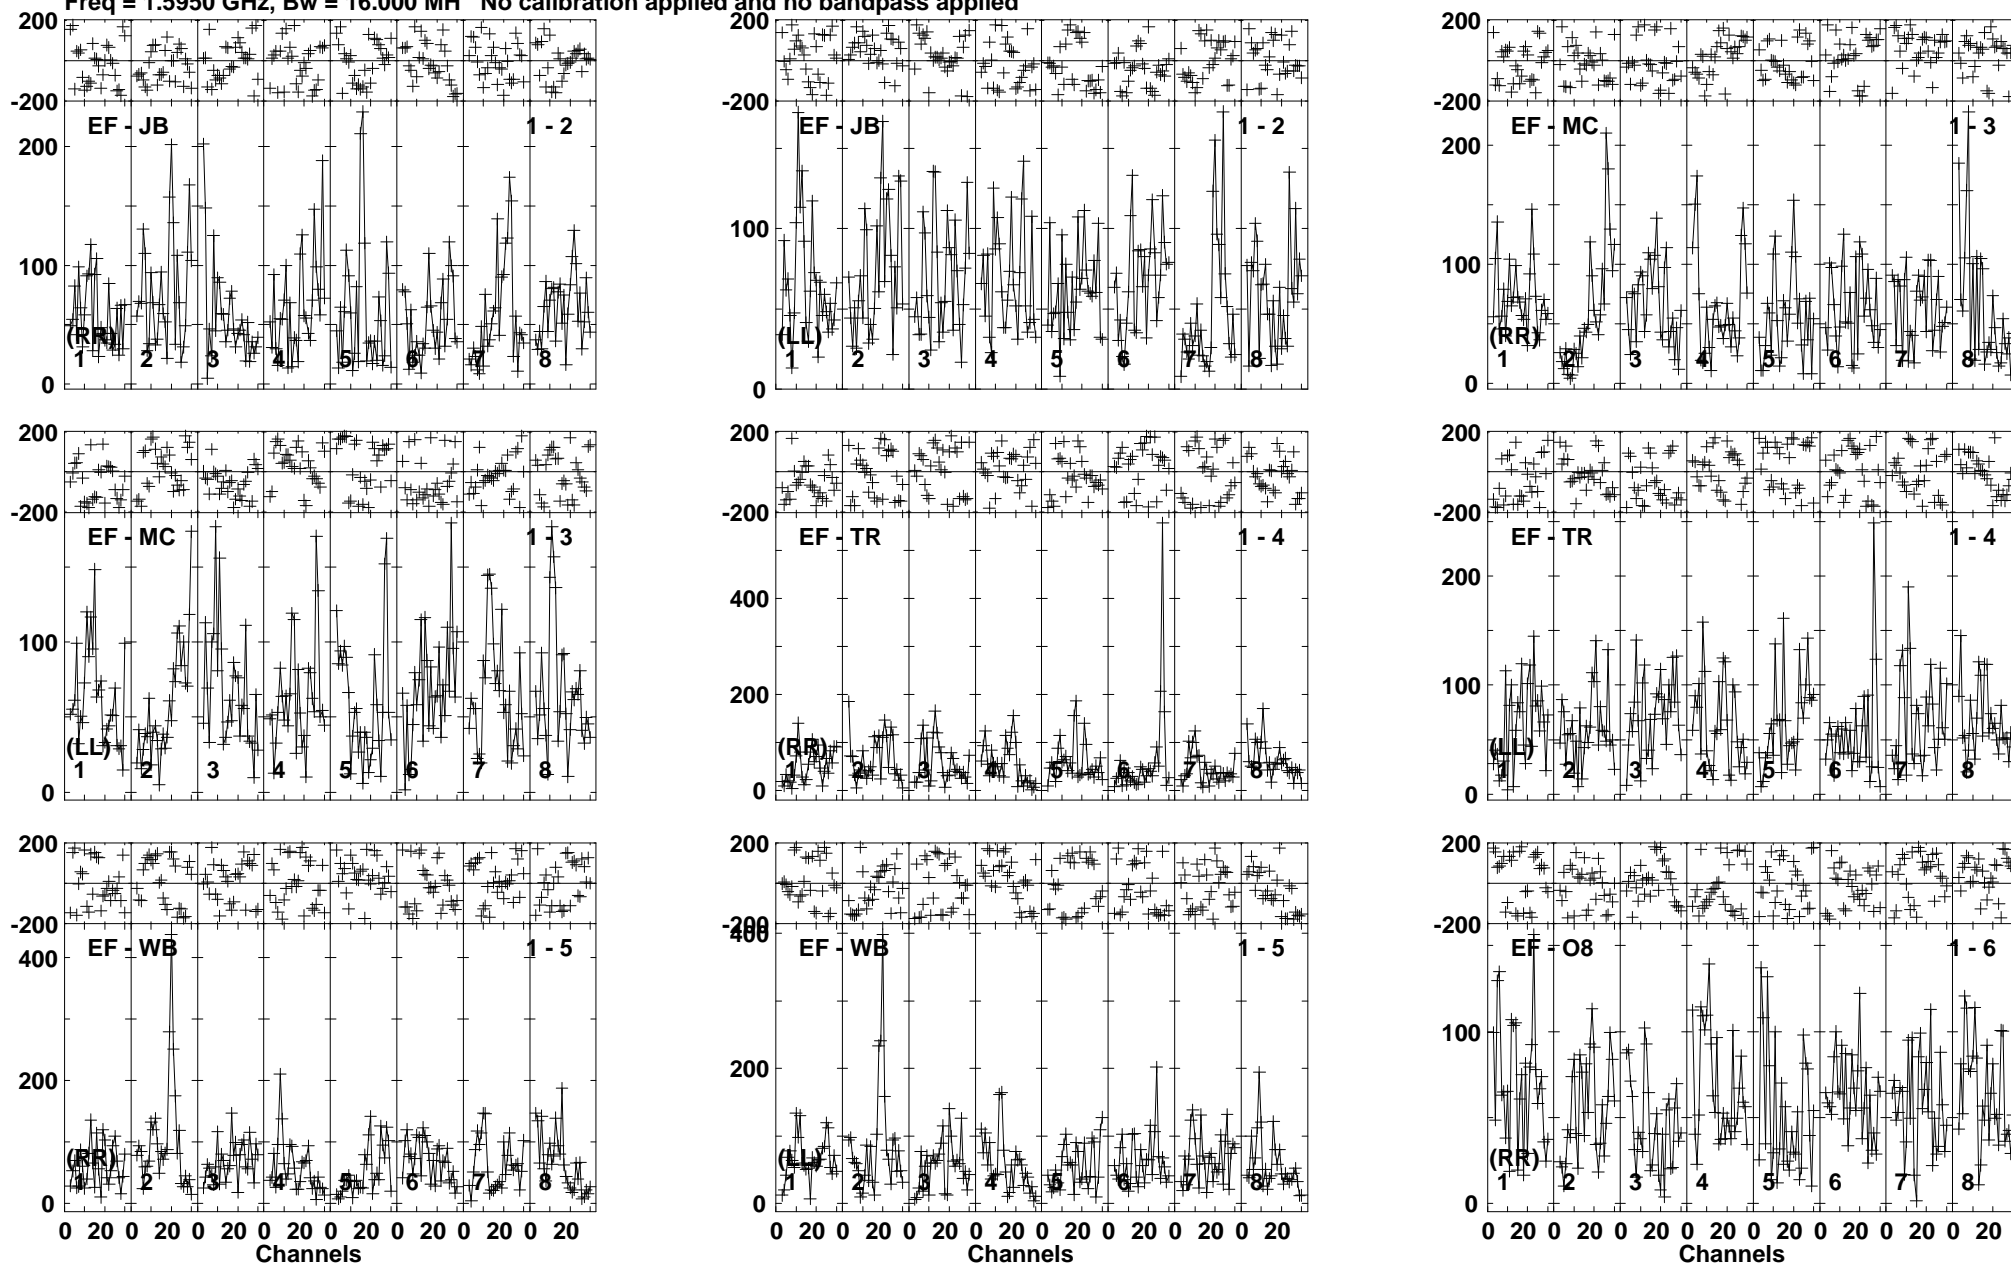 Freq = 1.5950 GHz, Bw = 16.000 MH No calibration applied and no bandpass applied
200 200 200
-200 -200 -200
EF - JB 1 - 2 EF - JB 1 - 2 EF - MC 1 - 3
200 200
100 100 100
(RR) (LL) (RR)
1 2 3 4 5 6 7 8 1 2 3 4 5 6 7 8 1 2 3 4 5 6 7 8
0 0 0
200 200 200
-200 -200 -200
EF - MC 1 - 3 EF - TR 1 - 4 EF - TR 1 - 4
400 200
100 200 100
(LL) (RR) (LL)
1 2 3 4 5 6 7 8 1 2 3 4 5 6 7 8 1 2 3 4 5 6 7 8
0 0 0
200 200 200
-200 -200 -200
400
EF - WB 1 - 5 EF - WB 1 - 5 EF - O8 1 - 6
400
200 200 100
(RR) (LL) (RR)
1 2 3 4 5 6 7 8 1 2 3 4 5 6 7 8 1 2 3 4 5 6 7 8
0 0 0
0 20 0 20 0 20 0 20 0 20 0 20 0 20 0 20 0 20 0 20 0 20 0 20 0 20 0 20 0 20 0 20 0 20 0 20 0 20 0 20 0 20 0 20 0 20 0 20
Channels Channels Channels